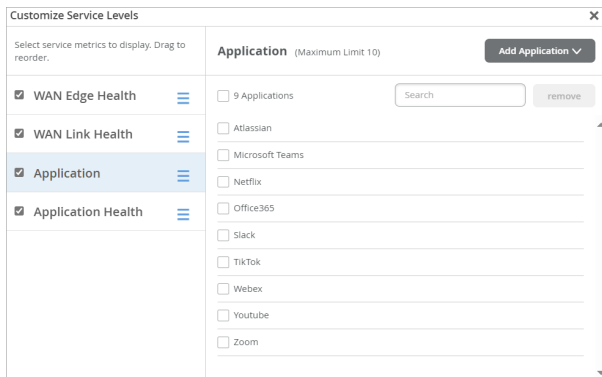 Customize Service Levels
Select service metrics to display. Drag to
reorder.
WAN Edge Health
WAN Link Health
Application
Application Health
Application (Maximum Limit 10)
Add Application
9 Applications
Search
remove
Atlassian
Microsoft Teams
Netflix
Office365
Slack
TikTok
Webex
Youtube
Zoom